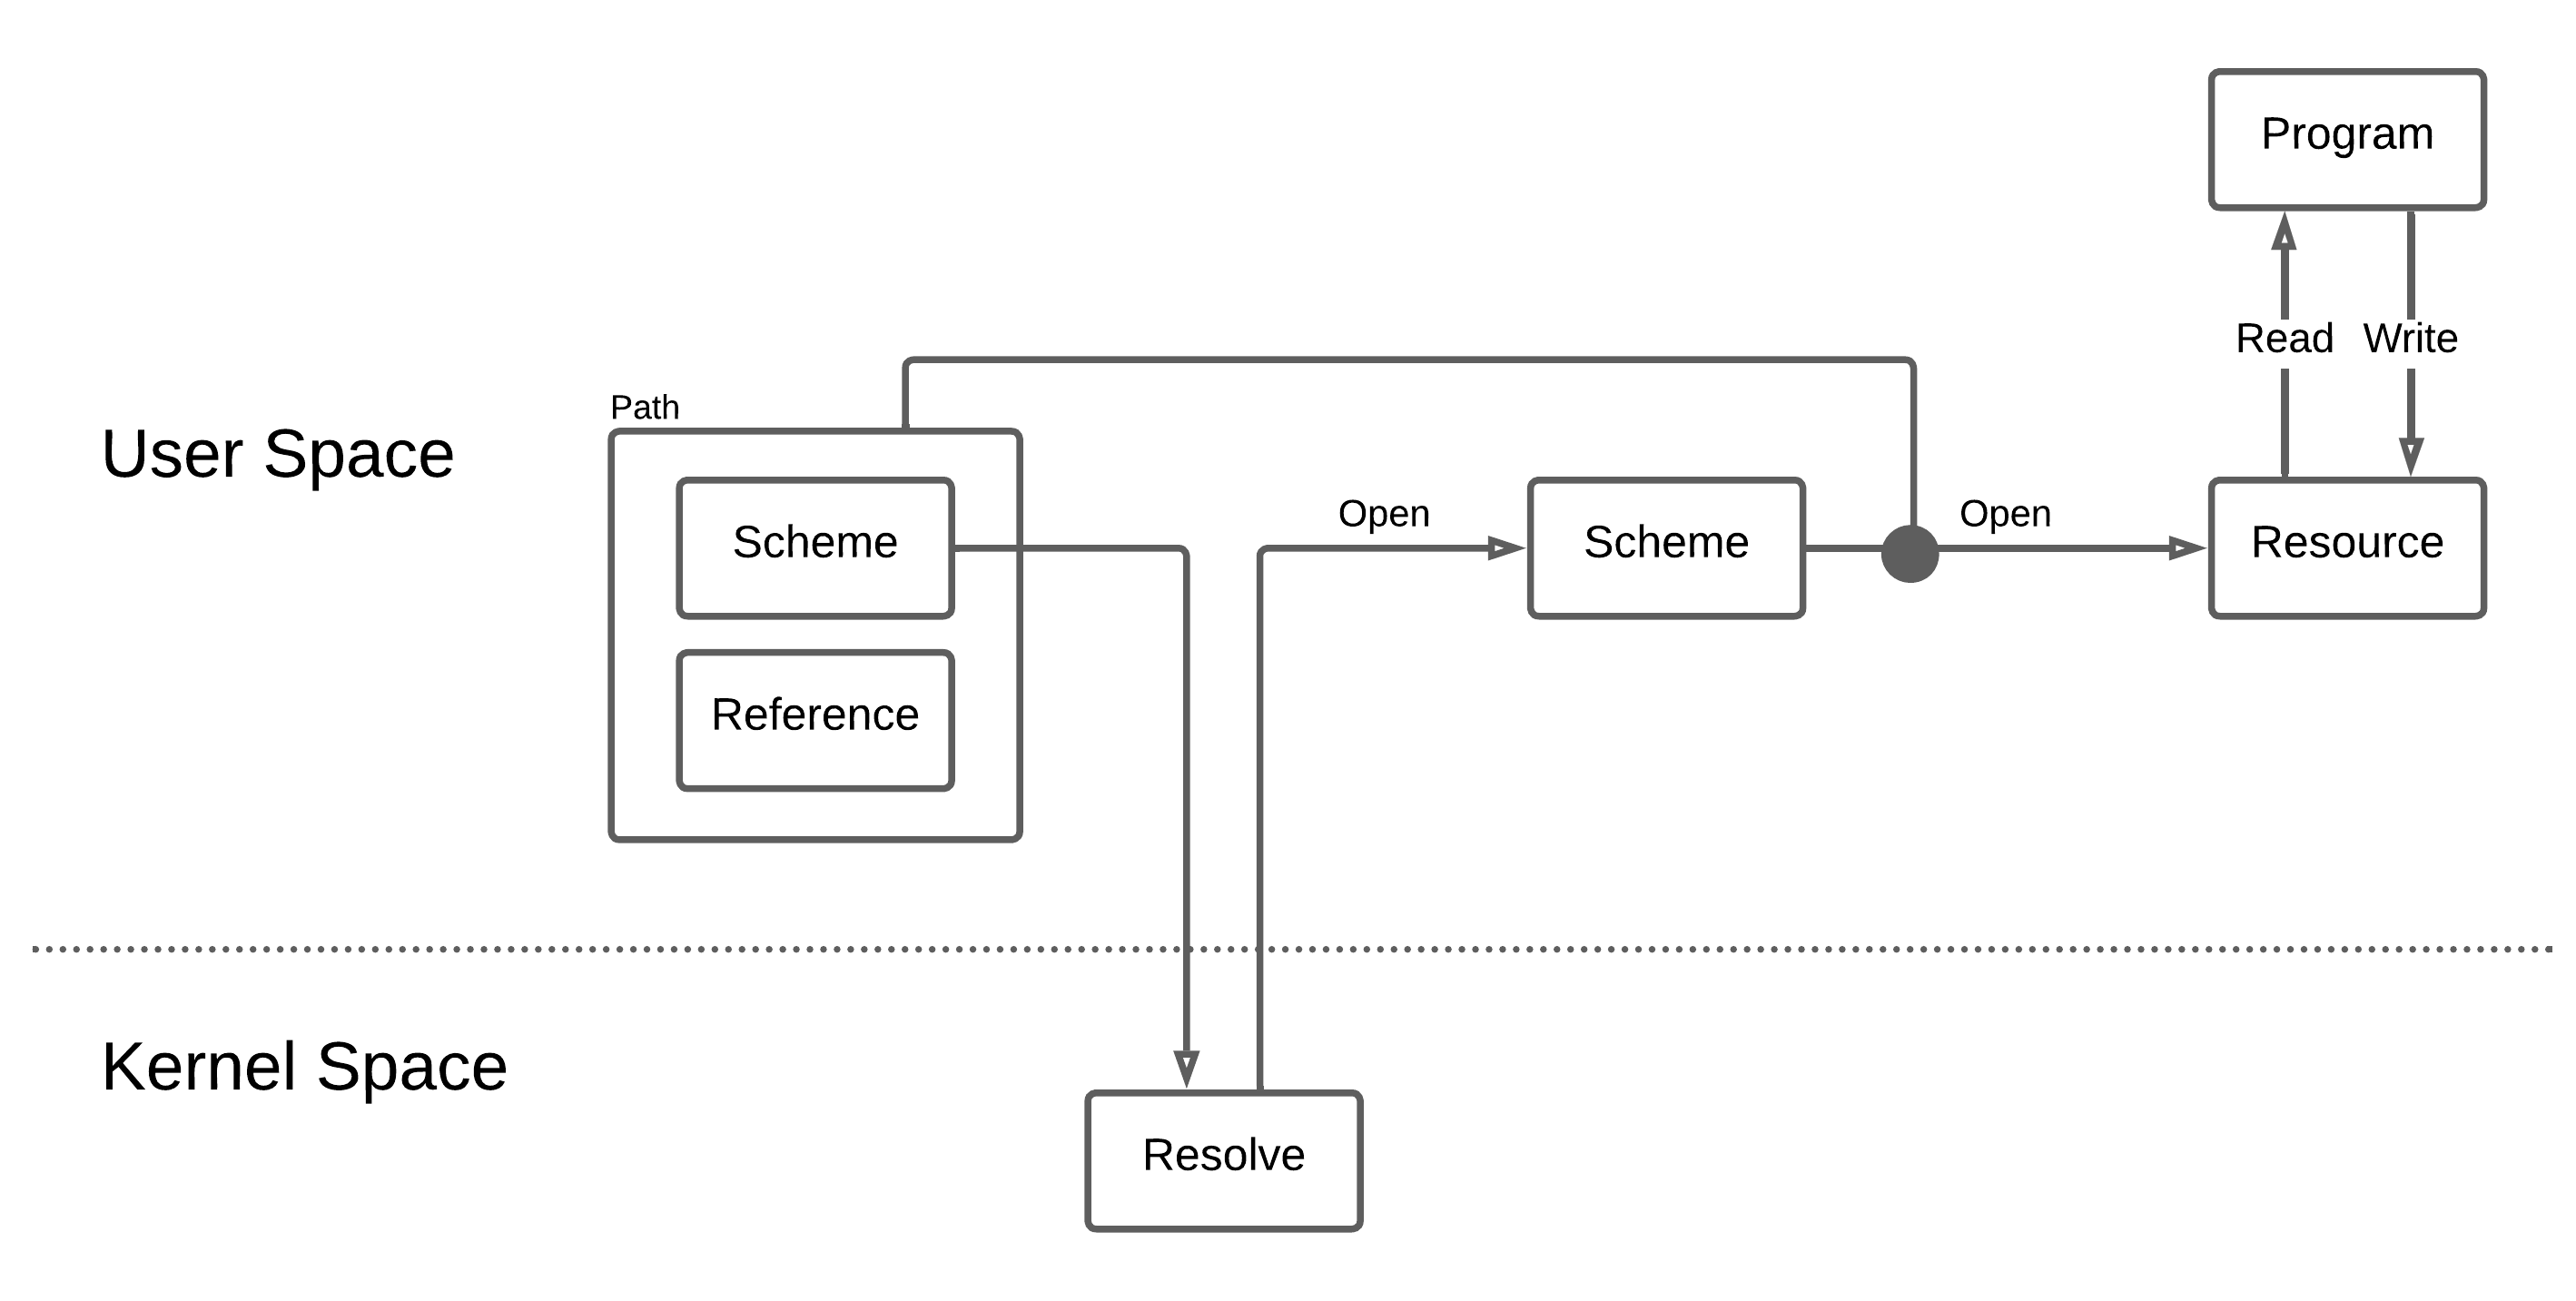 Program
Read
Write
Path
User Space
Scheme
Open
Scheme
Open
Resource
Reference
Kernel Space
Resolve